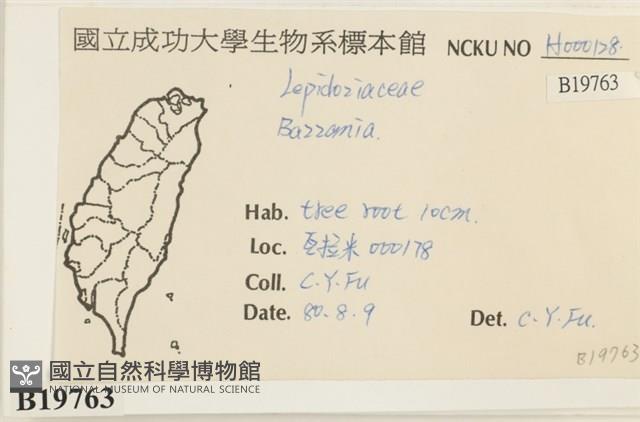 國立成功大學生物系標本館 NCKU NO H000178.
B19763
Lepidoziaceae
Bazzania.
Hab. tree root 10cm.
Loc. 瓦拉米 000178
Coll. C.Y.Fu
Date. 80.8.9 Det. C.Y.Fu.
B19763
國立自然科學博物館
NATIONAL MUSEUM OF NATURAL SCIENCE
B19763